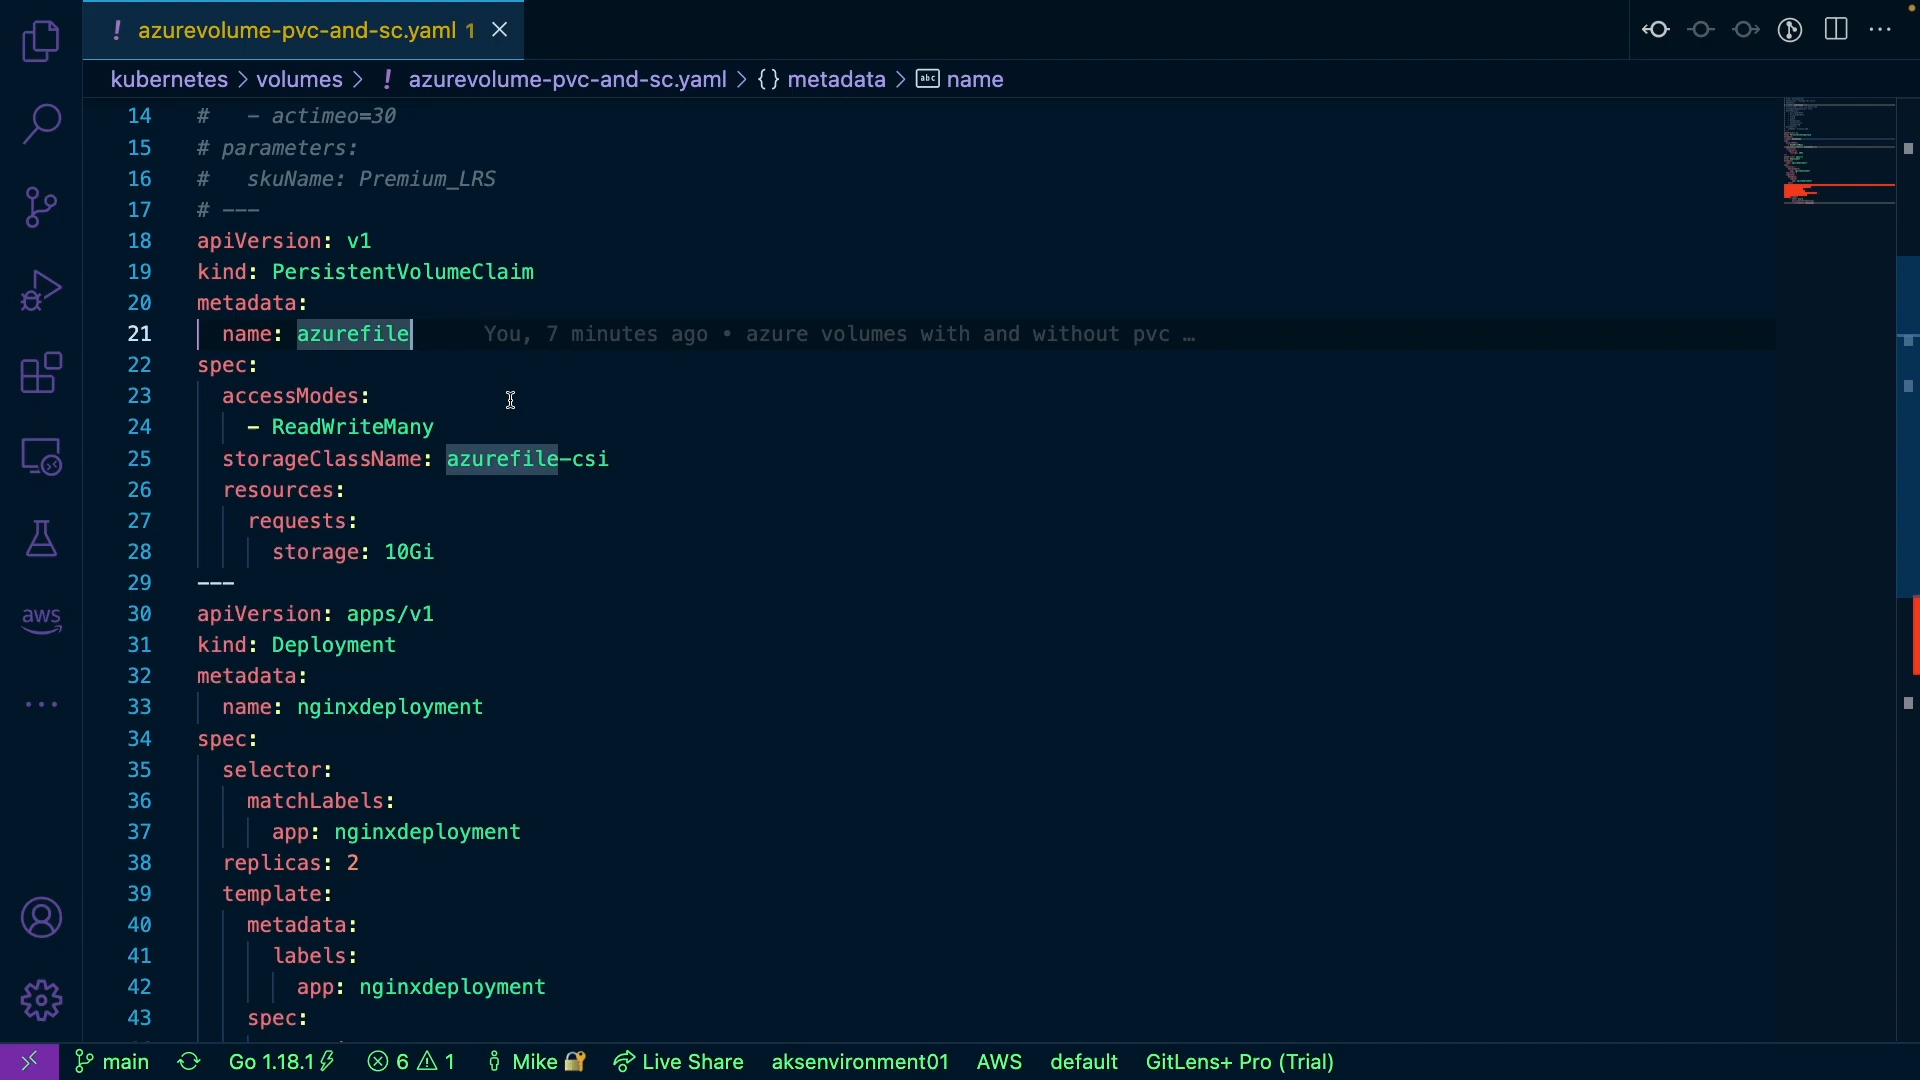 ! azurevolume-pvc-and-sc.yaml 1
kubernetes > volumes > ! azurevolume-pvc-and-sc.yaml > {} metadata > abc name
14 #   - actimeo=30
15 # parameters:
16 #   skuName: Premium_LRS
17 # ---
18 apiVersion: v1
19 kind: PersistentVolumeClaim
20 metadata:
21   name: azurefile You, 7 minutes ago • azure volumes with and without pvc …
22 spec:
23   accessModes:
24     - ReadWriteMany
25   storageClassName: azurefile-csi
26   resources:
27     requests:
28       storage: 10Gi
29 ---
30 apiVersion: apps/v1
31 kind: Deployment
32 metadata:
33   name: nginxdeployment
34 spec:
35   selector:
36     matchLabels:
37       app: nginxdeployment
38   replicas: 2
39   template:
40     metadata:
41       labels:
42         app: nginxdeployment
43     spec:
aws
main Go 1.18.1 6 1 Mike Live Share aksenvironment01 AWS default GitLens+ Pro (Trial)